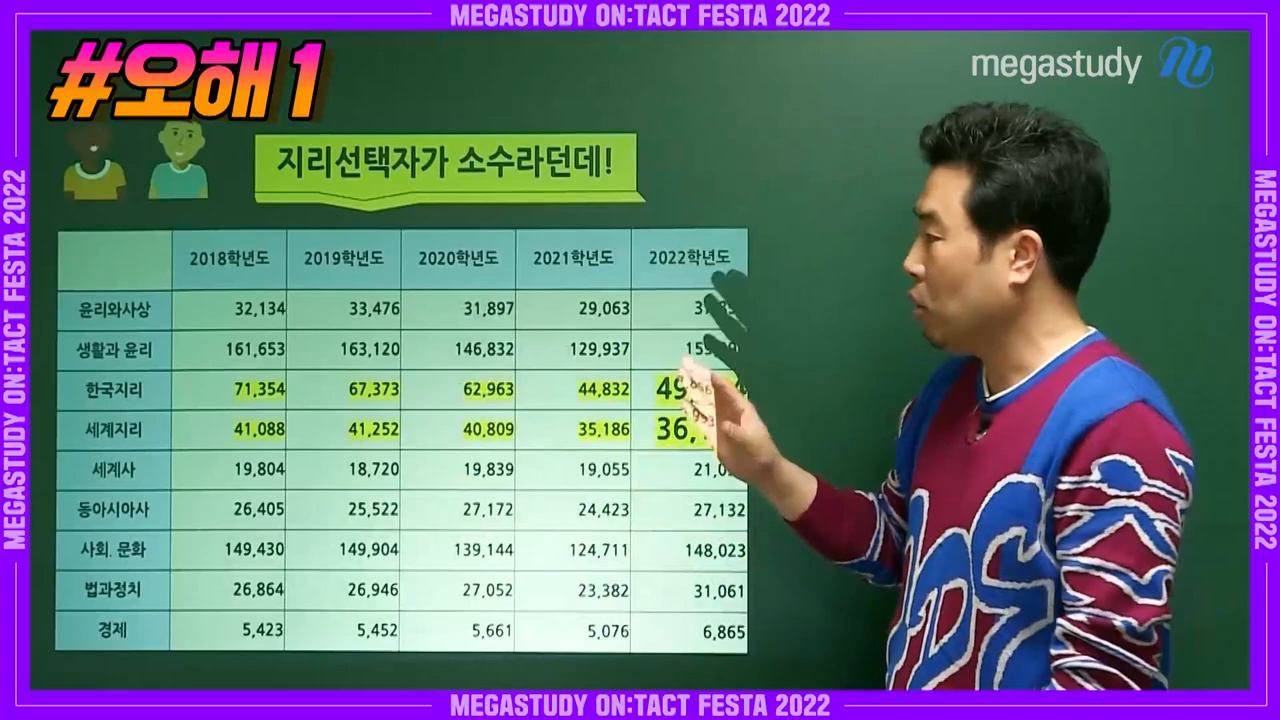 MEGASTUDY ON:TACT FESTA 2022
#오해1
megastudy
지리선택자가 소수라던데!
2018학년도 2019학년도 2020학년도 2021학년도 2022학년도
윤리와사상 32,134 33,476 31,897 29,063
생활과 윤리 161,653 163,120 146,832 129,937
한국지리 71,354 67,373 62,963 44,832
세계지리 41,088 41,252 40,809 35,186
세계사 19,804 18,720 19,839 19,055
동아시아사 26,405 25,522 27,172 24,423 27,132
사회. 문화 149,430 149,904 139,144 124,711 148,023
법과정치 26,864 26,946 27,052 23,382 31,061
경제 5,423 5,452 5,661 5,076 6,865
MEGASTUDY ON:TACT FESTA 2022
MEGASTUDY ON:TACT FESTA 2022
MEGASTUDY ON:TACT FESTA 2022